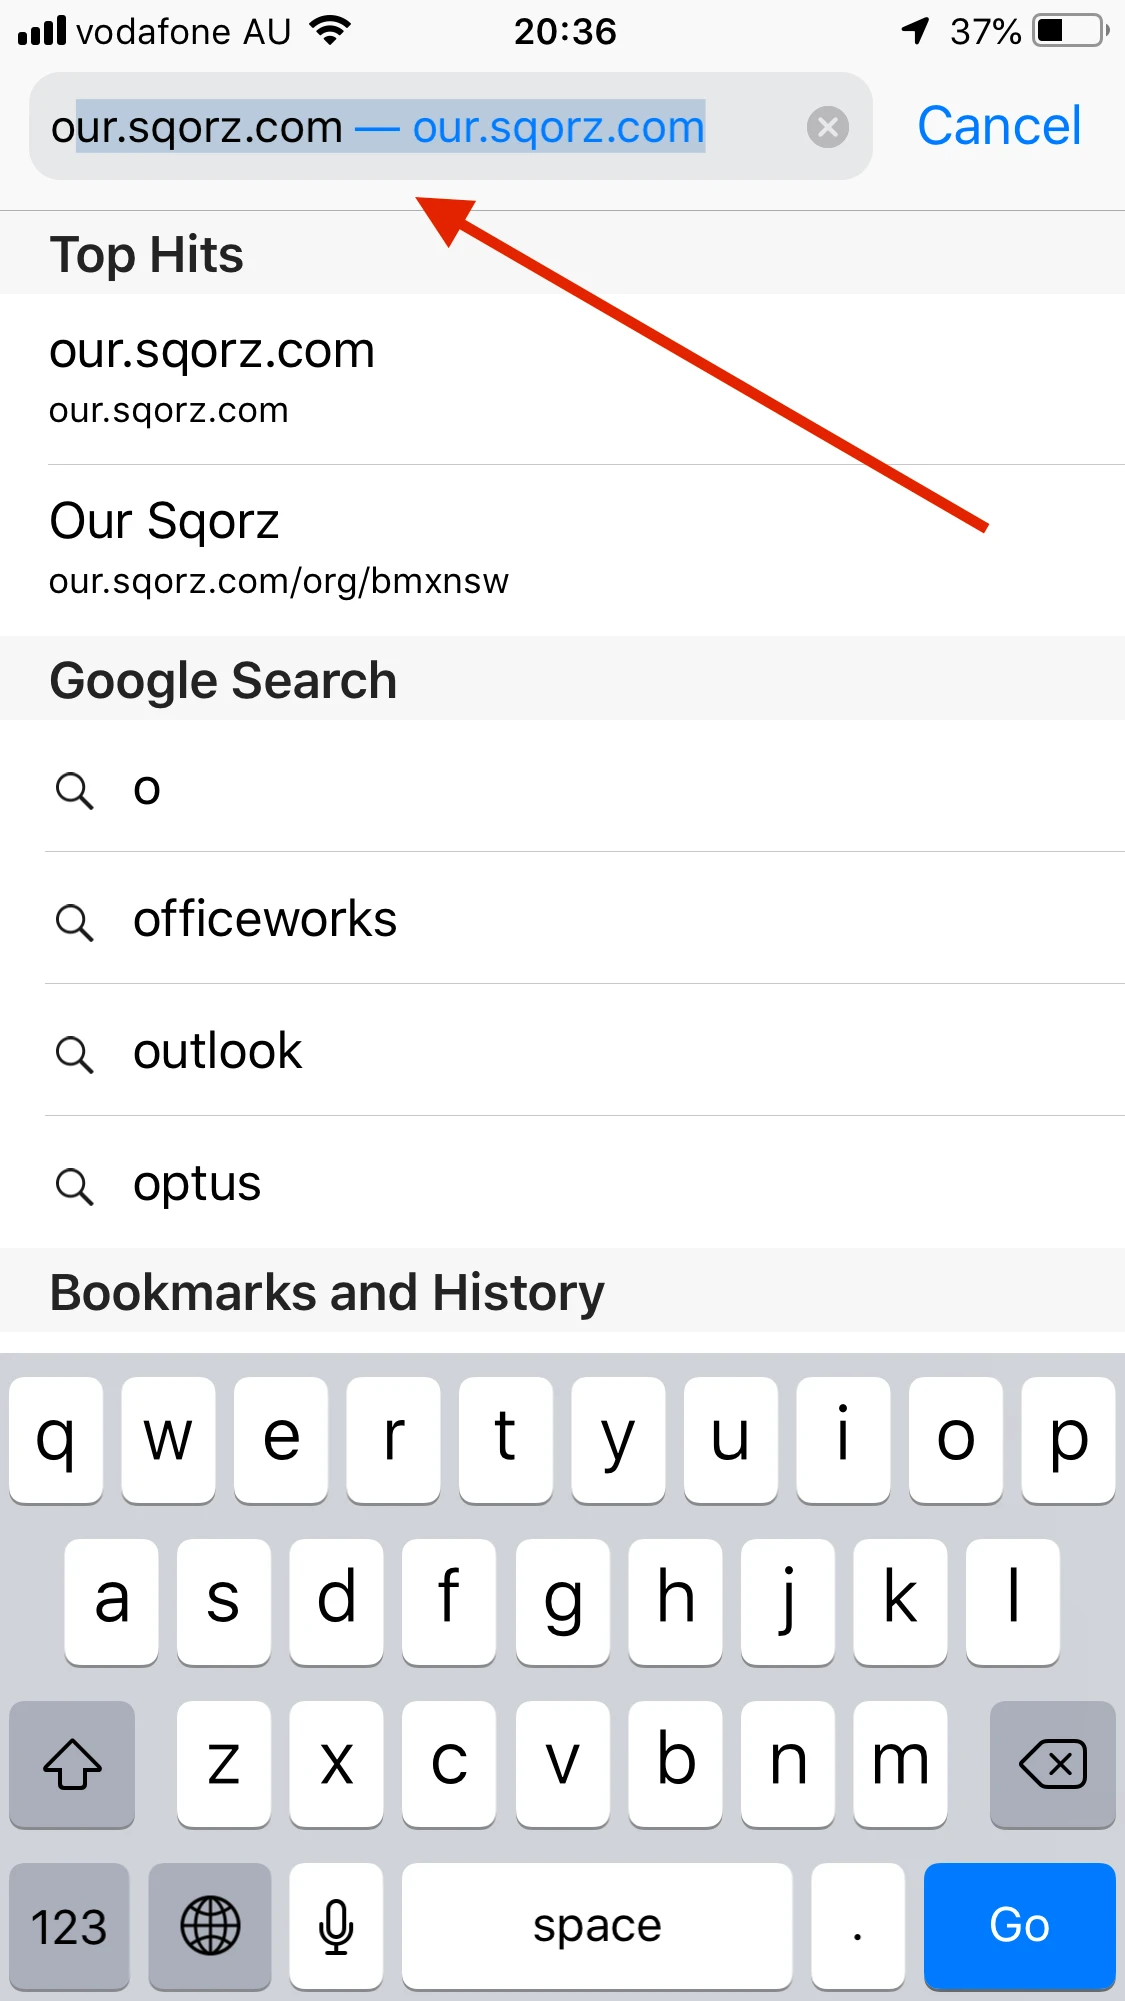 vodafone AU 20:36 37%
our.sqorz.com — our.sqorz.com Cancel
Top Hits
our.sqorz.com
our.sqorz.com
Our Sqorz
our.sqorz.com/org/bmxnsw
Google Search
o
officeworks
outlook
optus
Bookmarks and History
q w e r t y u i o p
a s d f g h j k l
z x c v b n m
123 space . Go